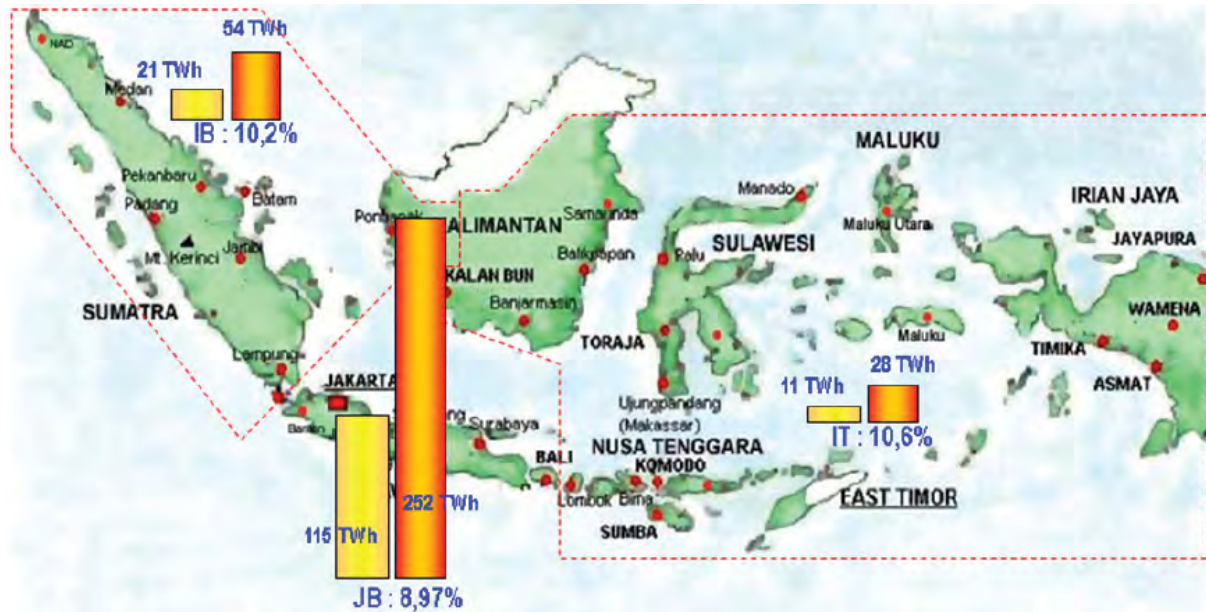 54 TWh
NAD
21 TWh
Medan
IB : 10,2%
MALUKU
Pekanbaru
Batam
Manado
IRIAN JAYA
Padang
Samarinda
Maluku Utara
KALIMANTAN
SULAWESI
JAYAPURA
Mt. Kerinci
Jambi
Palu
Balikpapan
KALAN BUN
SUMATRA
Banjarmasin
WAMENA
Maluku
TORAJA
TIMIKA
Lampung
28 TWh
ASMAT
JAKARTA
11 TWh
Ujungpandang
(Makassar)
Surabaya
IT : 10,6%
NUSA TENGGARA
BALI
KOMODO
Lombok
Bima
EAST TIMOR
252 TWh
SUMBA
115 TWh
JB : 8,97%